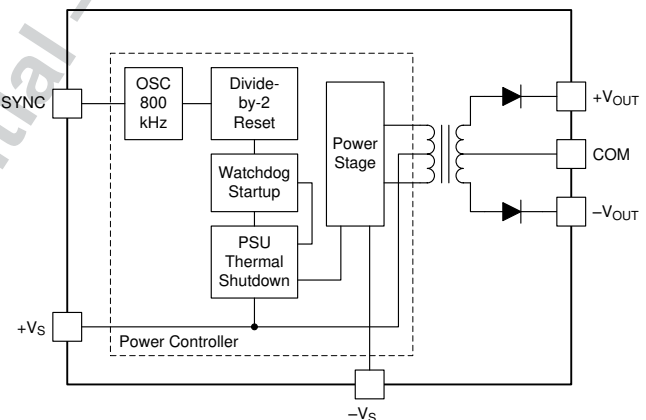 SYNC
OSC
800
kHz
Divide-
by-2
Reset
Watchdog
Startup
PSU
Thermal
Shutdown
Power
Stage
+VOUT
COM
–VOUT
+VS
Power Controller
–VS